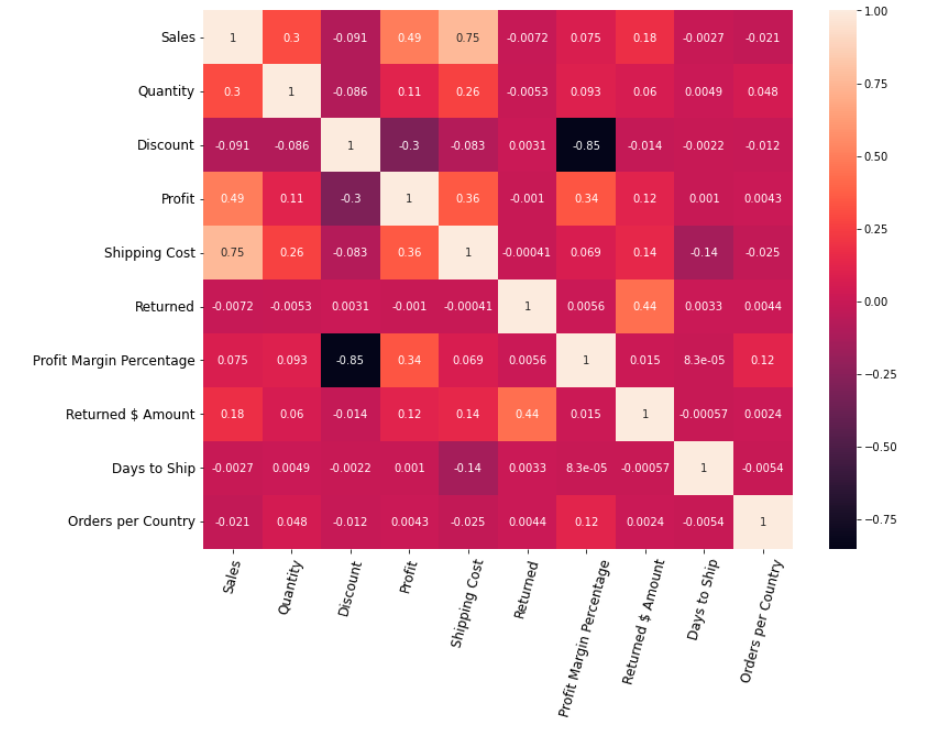 Sales 1 0.3 -0.091 0.49 0.75 -0.0072 0.075 0.18 -0.0027 -0.021
Quantity 0.3 1 -0.086 0.11 0.26 -0.0053 0.093 0.06 0.0049 0.048
Discount -0.091 -0.086 1 -0.3 -0.083 0.0031 -0.85 -0.014 -0.0022 -0.012
Profit 0.49 0.11 -0.3 1 0.36 -0.001 0.34 0.12 0.001 0.0043
Shipping Cost 0.75 0.26 -0.083 0.36 1 -0.00041 0.069 0.14 -0.14 -0.025
Returned -0.0072 -0.0053 0.0031 -0.001 -0.00041 1 0.0056 0.44 0.0033 0.0044
Profit Margin Percentage 0.075 0.093 -0.85 0.34 0.069 0.0056 1 0.015 8.3e-05 0.12
Returned $ Amount 0.18 0.06 -0.014 0.12 0.14 0.44 0.015 1 -0.00057 0.0024
Days to Ship -0.0027 0.0049 -0.0022 0.001 -0.14 0.0033 8.3e-05 -0.00057 1 -0.0054
Orders per Country -0.021 0.048 -0.012 0.0043 -0.025 0.0044 0.12 0.0024 -0.0054 1
Sales
Quantity
Discount
Profit
Shipping Cost
Returned
Profit Margin Percentage
Returned $ Amount
Days to Ship
Orders per Country
1.00
0.75
0.50
0.25
0.00
−0.25
−0.50
−0.75